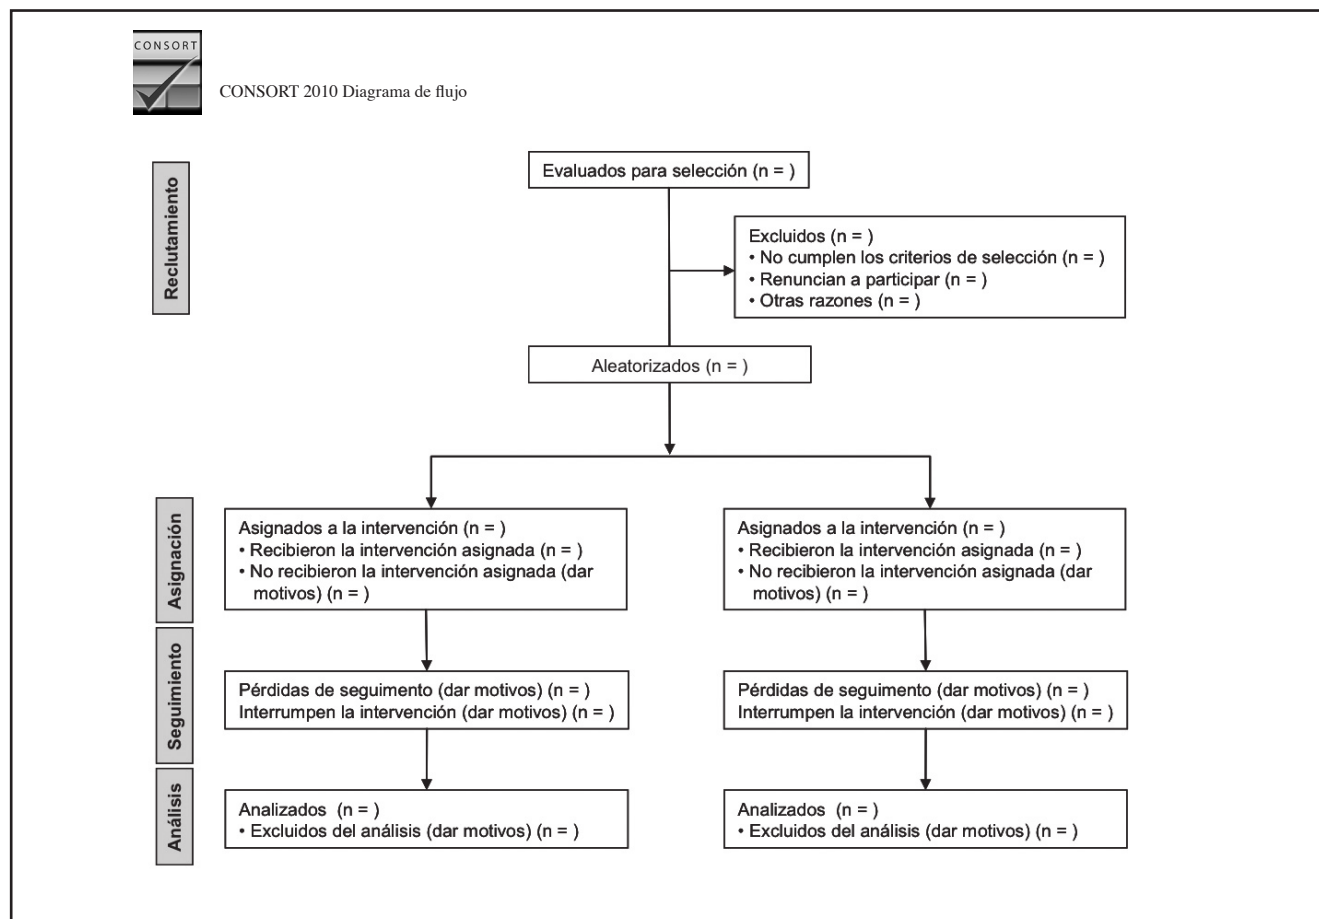 CONSORT
CONSORT 2010 Diagrama de flujo
Reclutamiento
Evaluados para selección (n = )
Excluidos (n = )
• No cumplen los criterios de selección (n = )
• Renuncian a participar (n = )
• Otras razones (n = )
Aleatorizados (n = )
Asignación
Asignados a la intervención (n = )
• Recibieron la intervención asignada (n = )
• No recibieron la intervención asignada (dar
motivos) (n = )
Asignados a la intervención (n = )
• Recibieron la intervención asignada (n = )
• No recibieron la intervención asignada (dar
motivos) (n = )
Seguimiento
Pérdidas de seguimento (dar motivos) (n = )
Interrumpen la intervención (dar motivos) (n = )
Pérdidas de seguimento (dar motivos) (n = )
Interrumpen la intervención (dar motivos) (n = )
Análisis
Analizados (n = )
• Excluidos del análisis (dar motivos) (n = )
Analizados (n = )
• Excluidos del análisis (dar motivos) (n = )